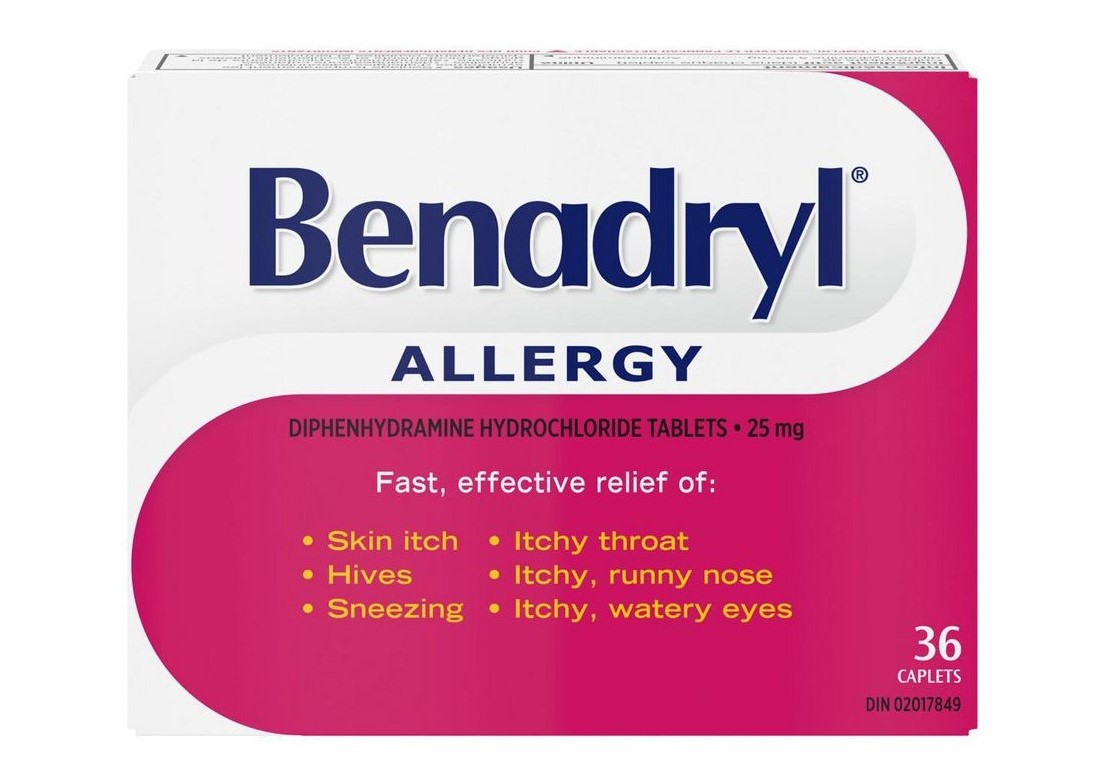 Benadryl®
ALLERGY
DIPHENHYDRAMINE HYDROCHLORIDE TABLETS • 25 mg
Fast, effective relief of:
• Skin itch • Itchy throat
• Hives • Itchy, runny nose
• Sneezing • Itchy, watery eyes
36
CAPLETS
DIN 02017849